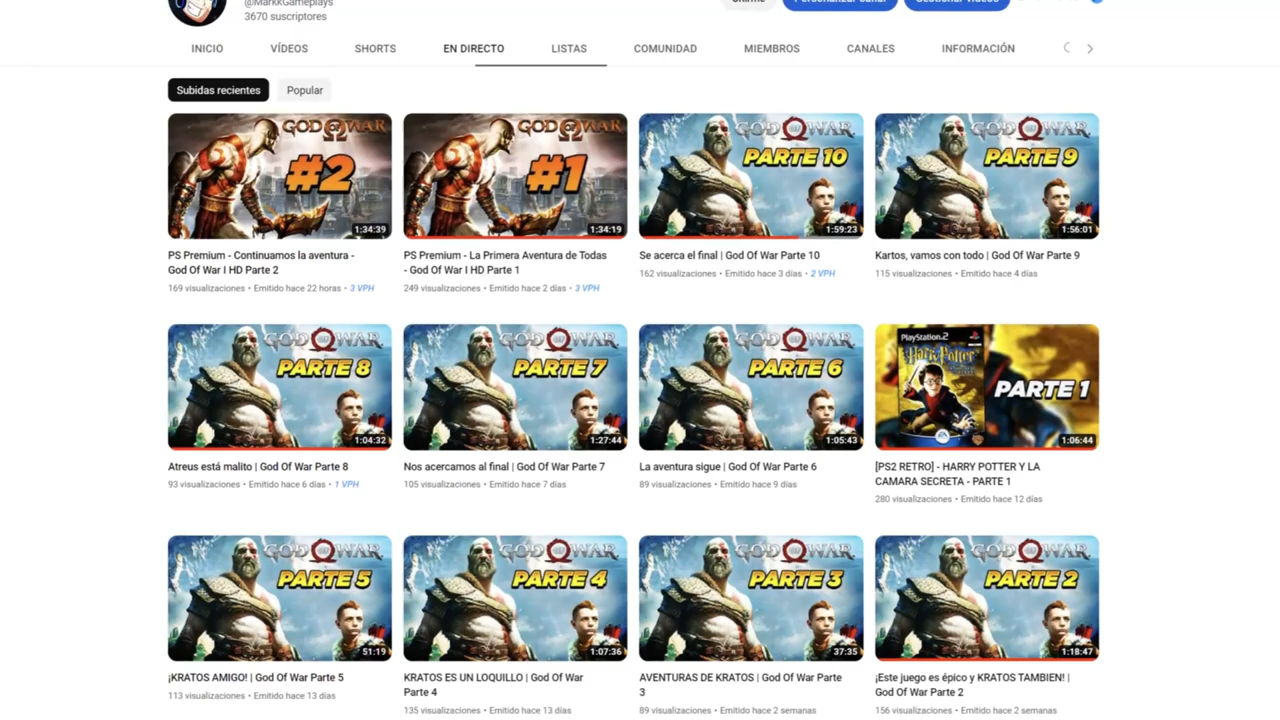 @MarkkGameplays
3670 suscriptores
INICIO VÍDEOS SHORTS EN DIRECTO LISTAS COMUNIDAD MIEMBROS CANALES INFORMACIÓN
Subidas recientes Popular
GOD OF WAR
#2
1:34:39
GOD OF WAR
#1
1:34:19
GOD OF WAR
PARTE 10
1:59:23
GOD OF WAR
PARTE 9
1:56:01
PS Premium - Continuamos la aventura -
God Of War I HD Parte 2
169 visualizaciones • Emitido hace 22 horas • 3 VPH
PS Premium - La Primera Aventura de Todas
- God Of War I HD Parte 1
249 visualizaciones • Emitido hace 2 días • 3 VPH
Se acerca el final | God Of War Parte 10
162 visualizaciones • Emitido hace 3 días • 2 VPH
Kartos, vamos con todo | God Of War Parte 9
115 visualizaciones • Emitido hace 4 días
GOD OF WAR
PARTE 8
1:04:32
GOD OF WAR
PARTE 7
1:27:44
GOD OF WAR
PARTE 6
1:05:43
PlayStation 2
Harry Potter
PARTE 1
1:06:44
Atreus está malito | God Of War Parte 8
93 visualizaciones • Emitido hace 6 días • 1 VPH
Nos acercamos al final | God Of War Parte 7
105 visualizaciones • Emitido hace 7 días
La aventura sigue | God Of War Parte 6
89 visualizaciones • Emitido hace 9 días
[PS2 RETRO] - HARRY POTTER Y LA
CAMARA SECRETA - PARTE 1
280 visualizaciones • Emitido hace 12 días
GOD OF WAR
PARTE 5
51:19
GOD OF WAR
PARTE 4
1:07:36
GOD OF WAR
PARTE 3
37:35
GOD OF WAR
PARTE 2
1:18:47
¡KRATOS AMIGO! | God Of War Parte 5
113 visualizaciones • Emitido hace 13 días
KRATOS ES UN LOQUILLO | God Of War
Parte 4
135 visualizaciones • Emitido hace 13 días
AVENTURAS DE KRATOS | God Of War Parte
3
89 visualizaciones • Emitido hace 2 semanas
¡Este juego es épico y KRATOS TAMBIEN! |
God Of War Parte 2
156 visualizaciones • Emitido hace 2 semanas